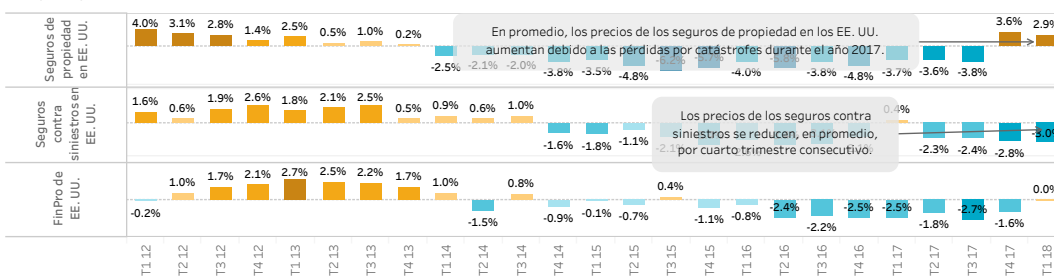 Seguros de
propiedad
en EE. UU.
4.0% 3.1% 2.8% 1.4% 2.5% 0.5% 1.0% 0.2% 3.6% 2.9%
En promedio, los precios de los seguros de propiedad en los EE. UU.
aumentan debido a las pérdidas por catástrofes durante el año 2017.
-2.5% -2.1% -2.0% -3.8% -3.5% -4.8% -6.2% -5.7% -4.0% -5.8% -3.8% -4.8% -3.7% -3.6% -3.8%
Seguros
contra
siniestros en
EE. UU.
1.6% 0.6% 1.9% 2.6% 1.8% 2.1% 2.5% 0.5% 0.9% 0.6% 1.0% 0.4%
Los precios de los seguros contra
siniestros se reducen, en promedio,
por cuarto trimestre consecutivo.
-1.6% -1.8% -1.1% -2.3% -2.4% -2.8% -3.0%
FinPro de
EE. UU.
1.0% 1.7% 2.1% 2.7% 2.5% 2.2% 1.7% 1.0% 0.8% 0.4% 0.0%
-0.2% -1.5% -0.9% -0.1% -0.7% -1.1% -0.8% -2.4% -2.2% -2.5% -2.5% -1.8% -2.7% -1.6%
T1 12 T2 12 T3 12 T4 12 T1 13 T2 13 T3 13 T4 13 T1 14 T2 14 T3 14 T4 14 T1 15 T2 15 T3 15 T4 15 T1 16 T2 16 T3 16 T4 16 T1 17 T2 17 T3 17 T4 17 T1 18